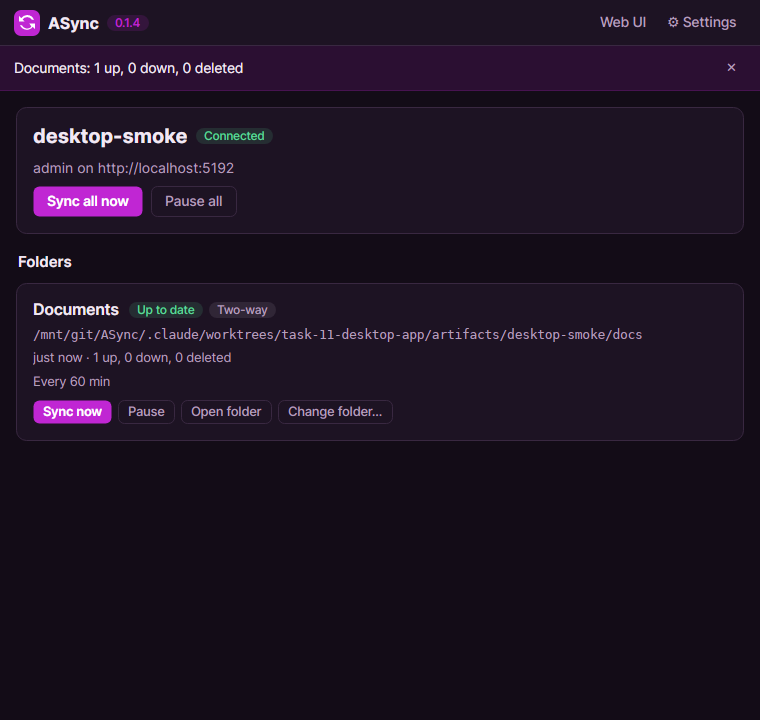 ASync 0.1.4 Web UI ⚙ Settings
Documents: 1 up, 0 down, 0 deleted ×
desktop-smoke Connected
admin on http://localhost:5192
Sync all now Pause all
Folders
Documents Up to date Two-way
/mnt/git/ASync/.claude/worktrees/task-11-desktop-app/artifacts/desktop-smoke/docs
just now · 1 up, 0 down, 0 deleted
Every 60 min
Sync now Pause Open folder Change folder...